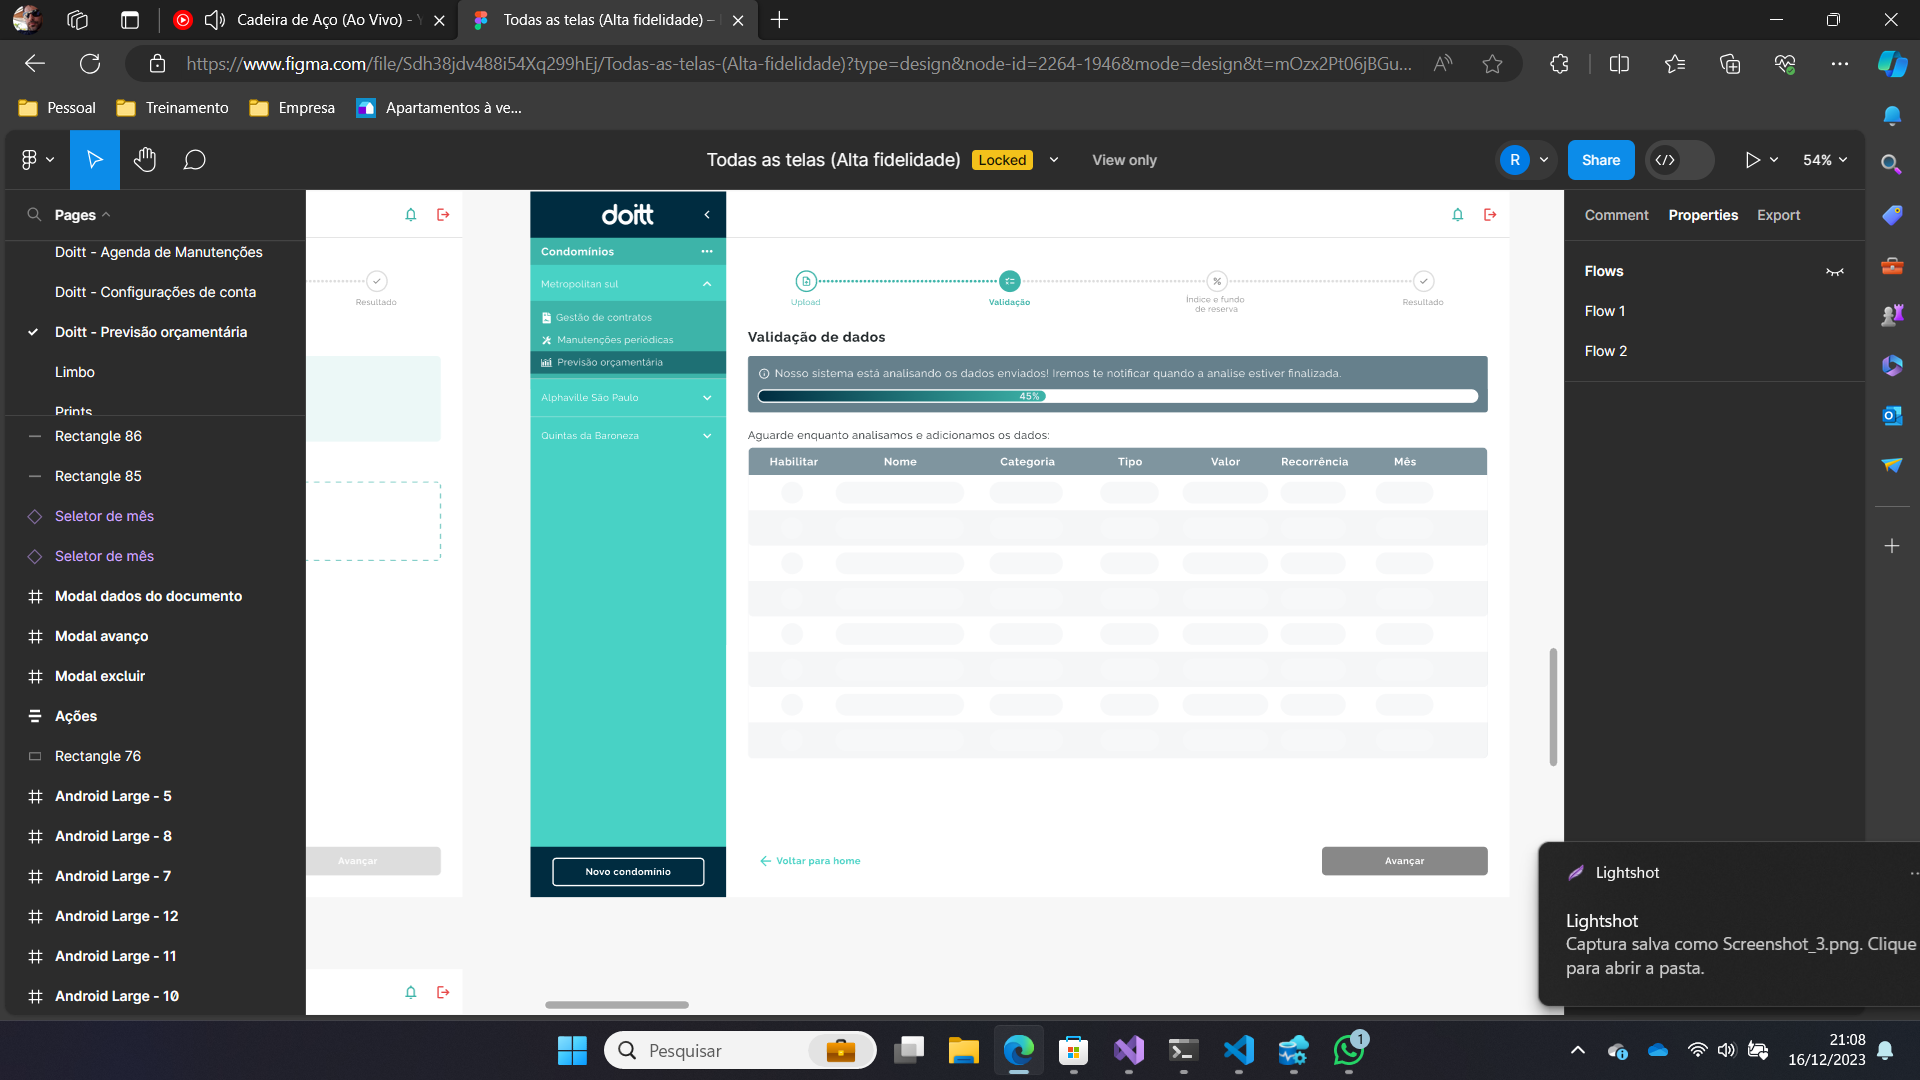 Cadeira de Aço (Ao Vivo) - Y
Todas as telas (Alta fidelidade) –
https://www.figma.com/file/Sdh38jdv488i54Xq299hEj/Todas-as-telas-(Alta-fidelidade)?type=design&node-id=2264-1946&mode=design&t=mOzx2Pt06jBGu...
Pessoal
Treinamento
Empresa
Apartamentos à ve...
Todas as telas (Alta fidelidade)
Locked
View only
R
Share
54%
Pages
Doitt - Agenda de Manutenções
Doitt - Configurações de conta
Doitt - Previsão orçamentária
Limbo
Prints
Rectangle 86
Rectangle 85
Seletor de mês
Seletor de mês
Modal dados do documento
Modal avanço
Modal excluir
Ações
Rectangle 76
Android Large - 5
Android Large - 8
Android Large - 7
Android Large - 12
Android Large - 11
Android Large - 10
Resultado
Avançar
doitt
Condomínios
Metropolitan sul
Gestão de contratos
Manutenções periódicas
Previsão orçamentária
Alphaville São Paulo
Quintas da Baroneza
Novo condomínio
Upload
Validação
Índice e fundo
de reserva
Resultado
Validação de dados
Nosso sistema está analisando os dados enviados! Iremos te notificar quando a analise estiver finalizada.
45%
Aguarde enquanto analisamos e adicionamos os dados:
Habilitar Nome Categoria Tipo Valor Recorrência Mês
Voltar para home
Avançar
Comment
Properties
Export
Flows
Flow 1
Flow 2
Lightshot
Lightshot
Captura salva como Screenshot_3.png. Clique
para abrir a pasta.
Pesquisar
1
21:08
16/12/2023